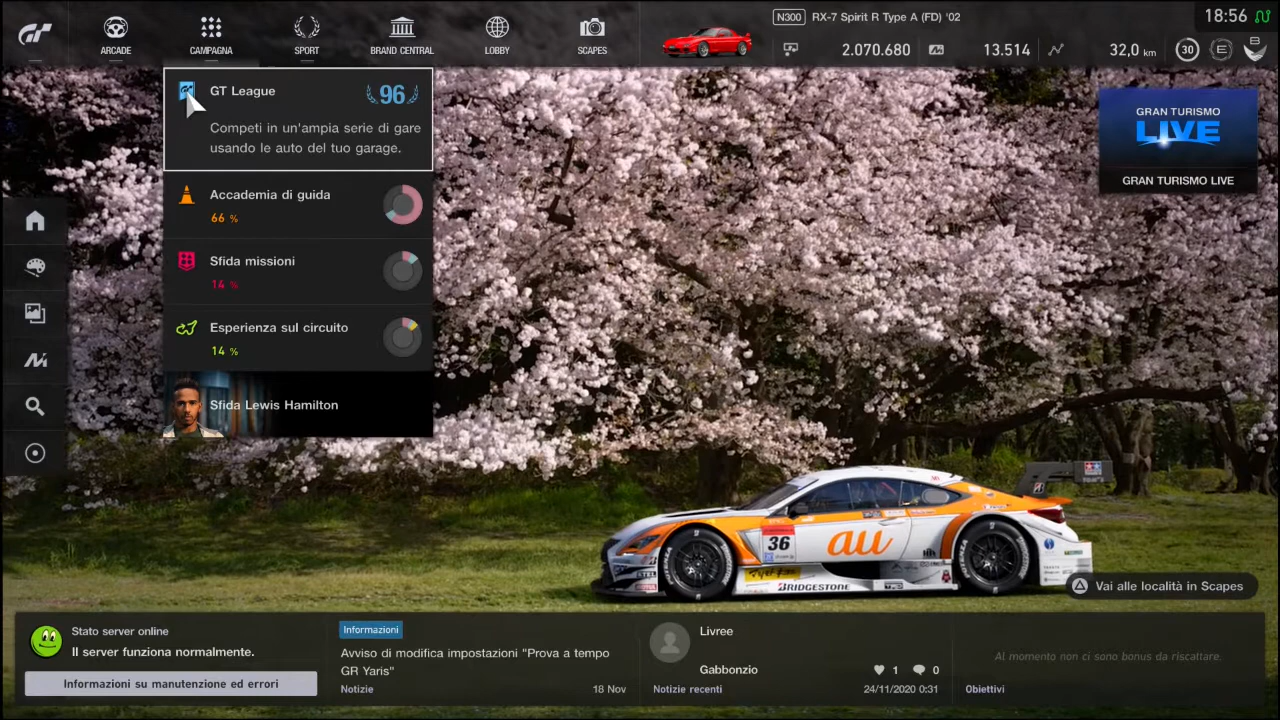 ARCADE
CAMPAGNA
SPORT
BRAND CENTRAL
LOBBY
SCAPES
N300 RX-7 Spirit R Type A (FD) '02
2.070.680
13.514
32,0 km
30
E
B
18:56
GT League
96
Competi in un'ampia serie di gare
usando le auto del tuo garage.
Accademia di guida
66 %
Sfida missioni
14 %
Esperienza sul circuito
14 %
Sfida Lewis Hamilton
GRAN TURISMO
LIVE
GRAN TURISMO LIVE
36
au
BRIDGESTONE
Vai alle località in Scapes
Stato server online
Il server funziona normalmente.
Informazioni su manutenzione ed errori
Informazioni
Avviso di modifica impostazioni "Prova a tempo
GR Yaris"
Notizie
18 Nov
Livree
Gabbonzio
1
0
Notizie recenti
24/11/2020 0:31
Al momento non ci sono bonus da riscattare.
Obiettivi